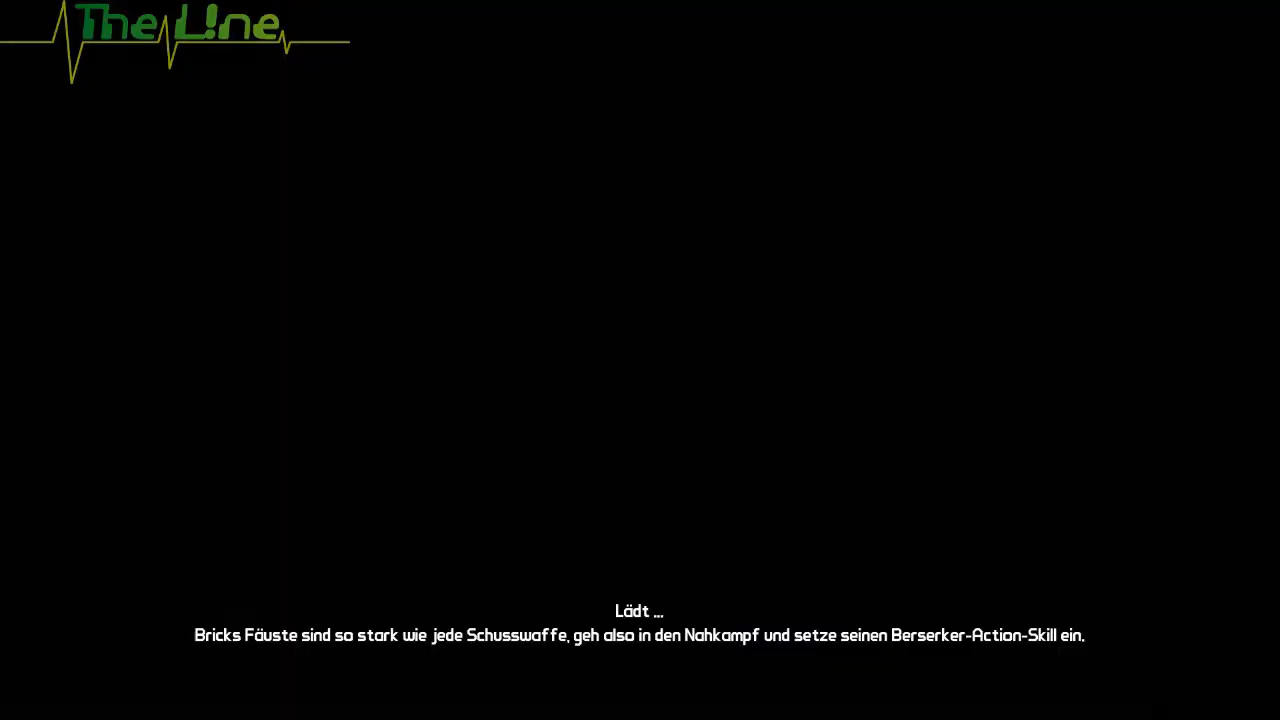 The L!ne
Lädt ...
Bricks Fäuste sind so stark wie jede Schusswaffe, geh also in den Nahkampf und setze seinen Berserker-Action-Skill ein.